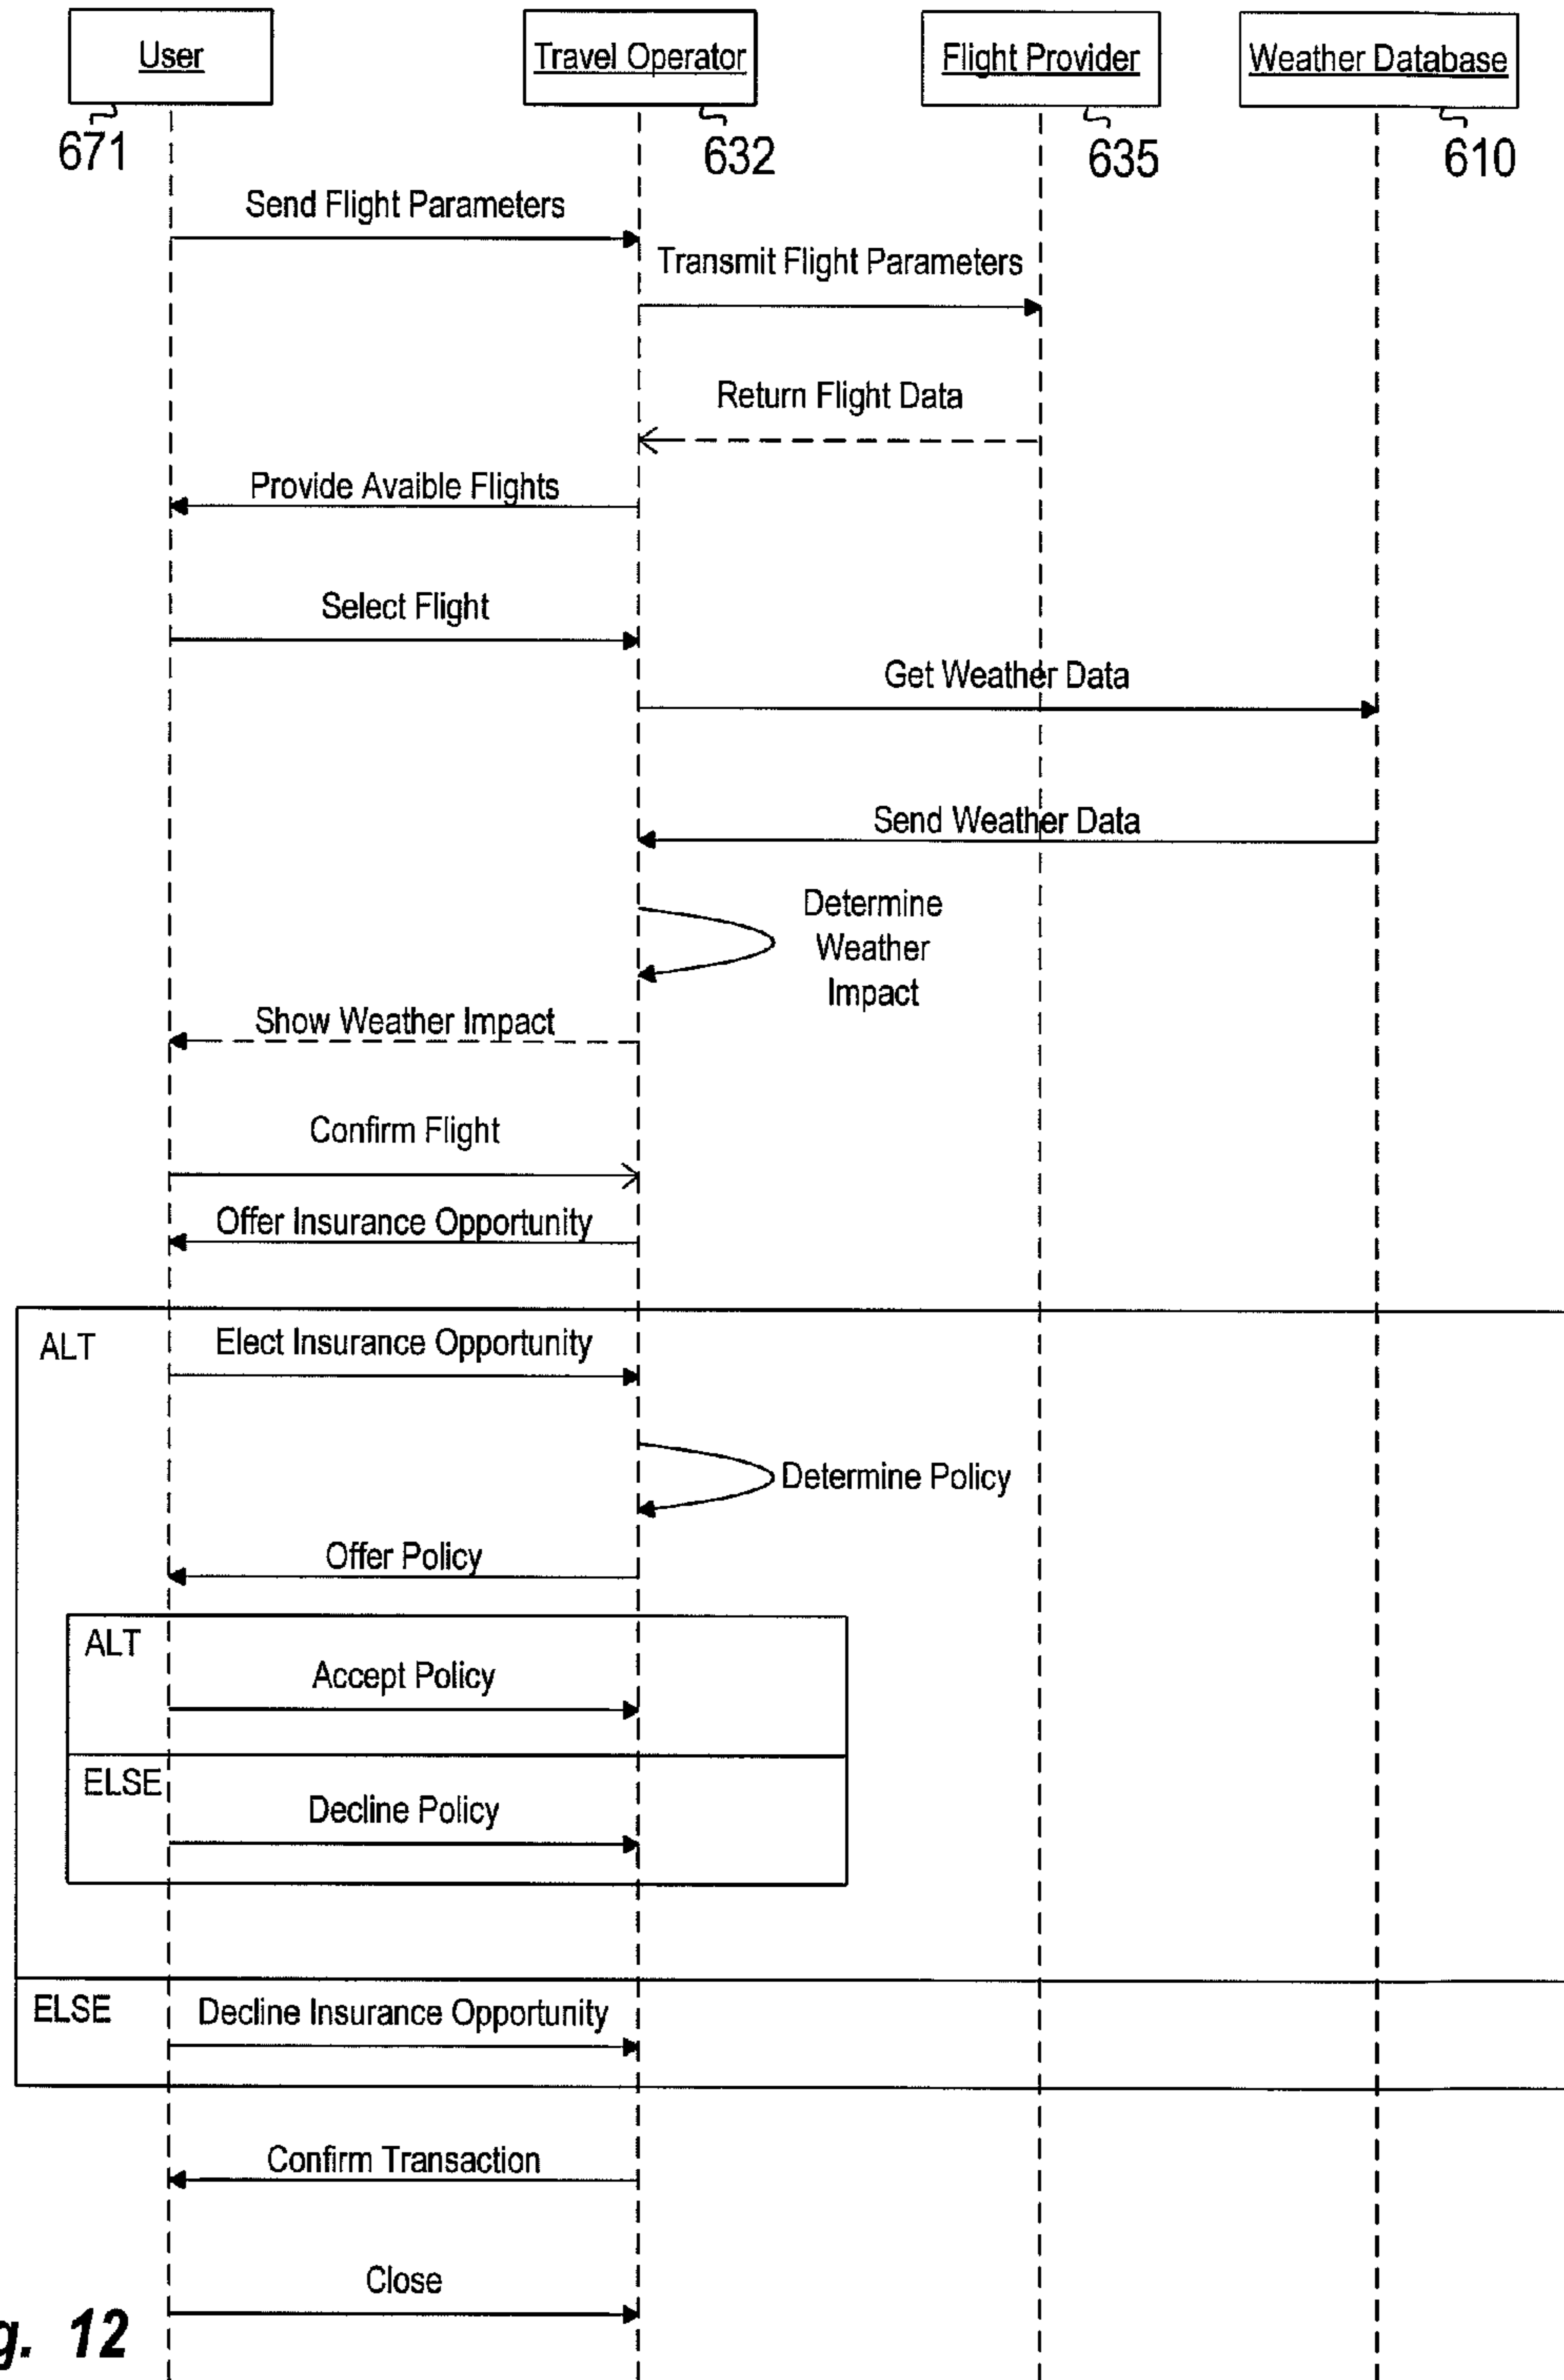 User
Travel Operator
Flight Provider
Weather Database
671
632
635
610
Send Flight Parameters
Transmit Flight Parameters
Return Flight Data
Provide Avaible Flights
Select Flight
Get Weather Data
Send Weather Data
Determine
Weather
Impact
Show Weather Impact
Confirm Flight
Offer Insurance Opportunity
ALT
Elect Insurance Opportunity
Determine Policy
Offer Policy
ALT
Accept Policy
ELSE
Decline Policy
ELSE
Decline Insurance Opportunity
Confirm Transaction
Close
g. 12